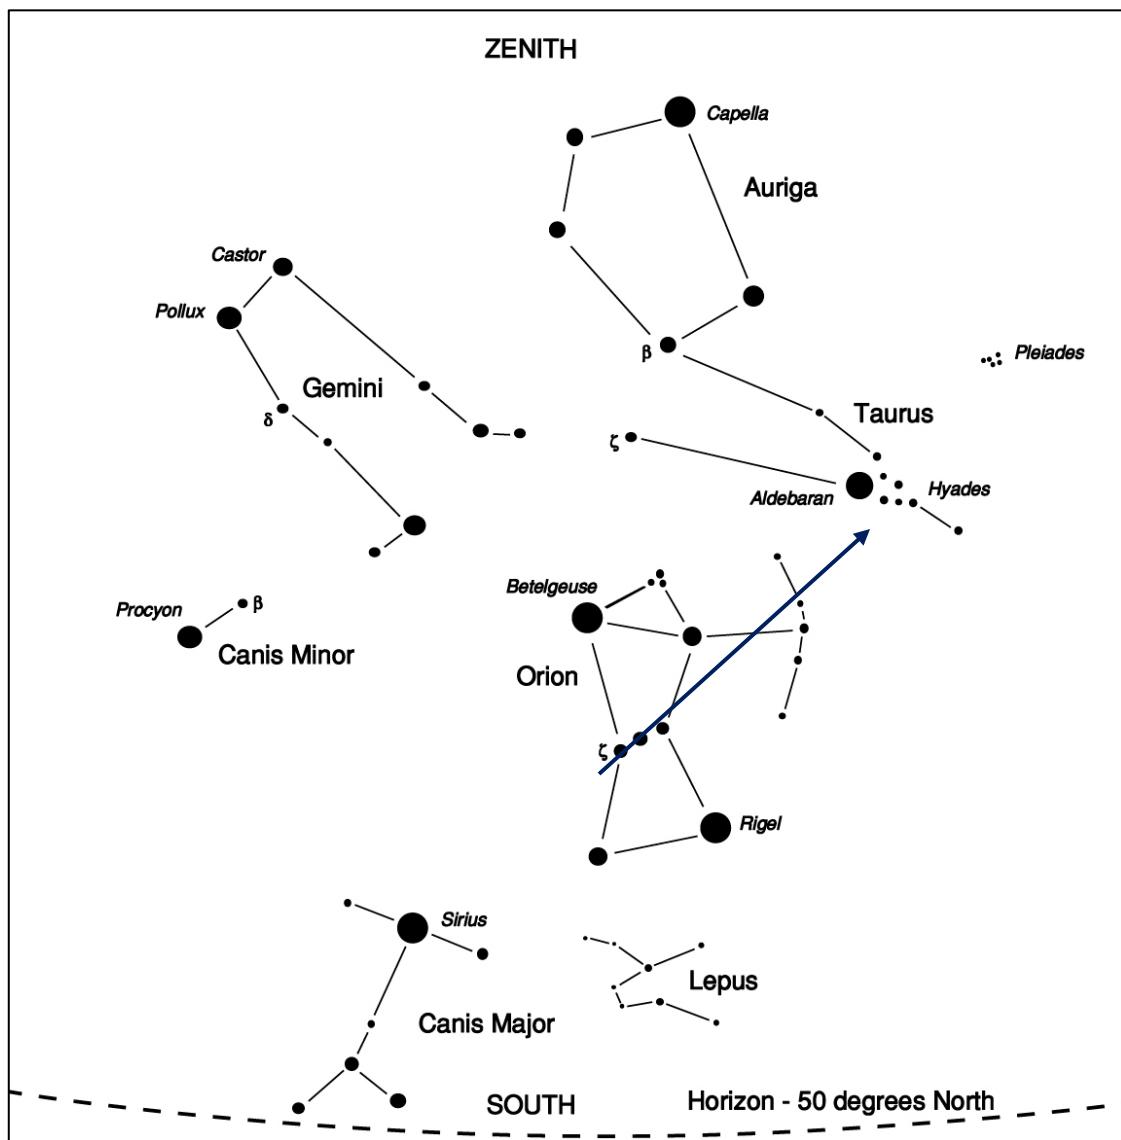 ZENITH
Capella
Auriga
Castor
Pollux
β
Pleiades
Gemini
δ
Taurus
ζ
Aldebaran
Hyades
Betelgeuse
Procyon
β
Canis Minor
Orion
ζ
Rigel
Sirius
Lepus
Canis Major
SOUTH
Horizon - 50 degrees North